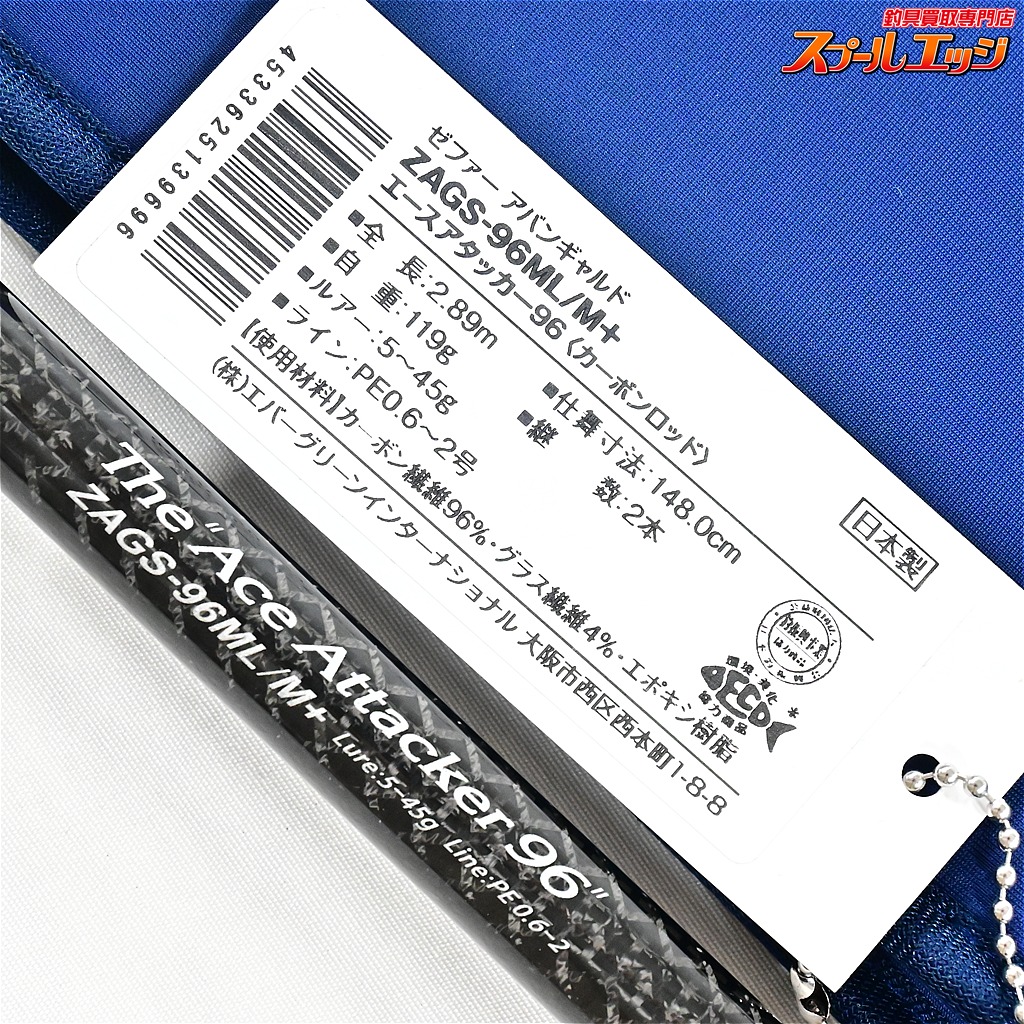 釣具買取専門店
スプールエッジ
4533625139696
ゼファー アバンギャルド
ZAGS-96ML/M+
エースアタッカー96〈カーボンロッド〉
■全 長:2.89m ■仕舞寸法:148.0cm
■自 重:119g ■継 数:2本
■ルアー:5〜45g
■ライン:PE0.6〜2号
【使用材料】カーボン繊維96%・グラス繊維4%・エポキシ樹脂
(株)エバーグリーンインターナショナル 大阪市西区西本町1-8-8
日本製
ECO
The "Ace Attacker 96"
ZAGS-96ML/M+ Lure:5-45g Line:PE0.6-2